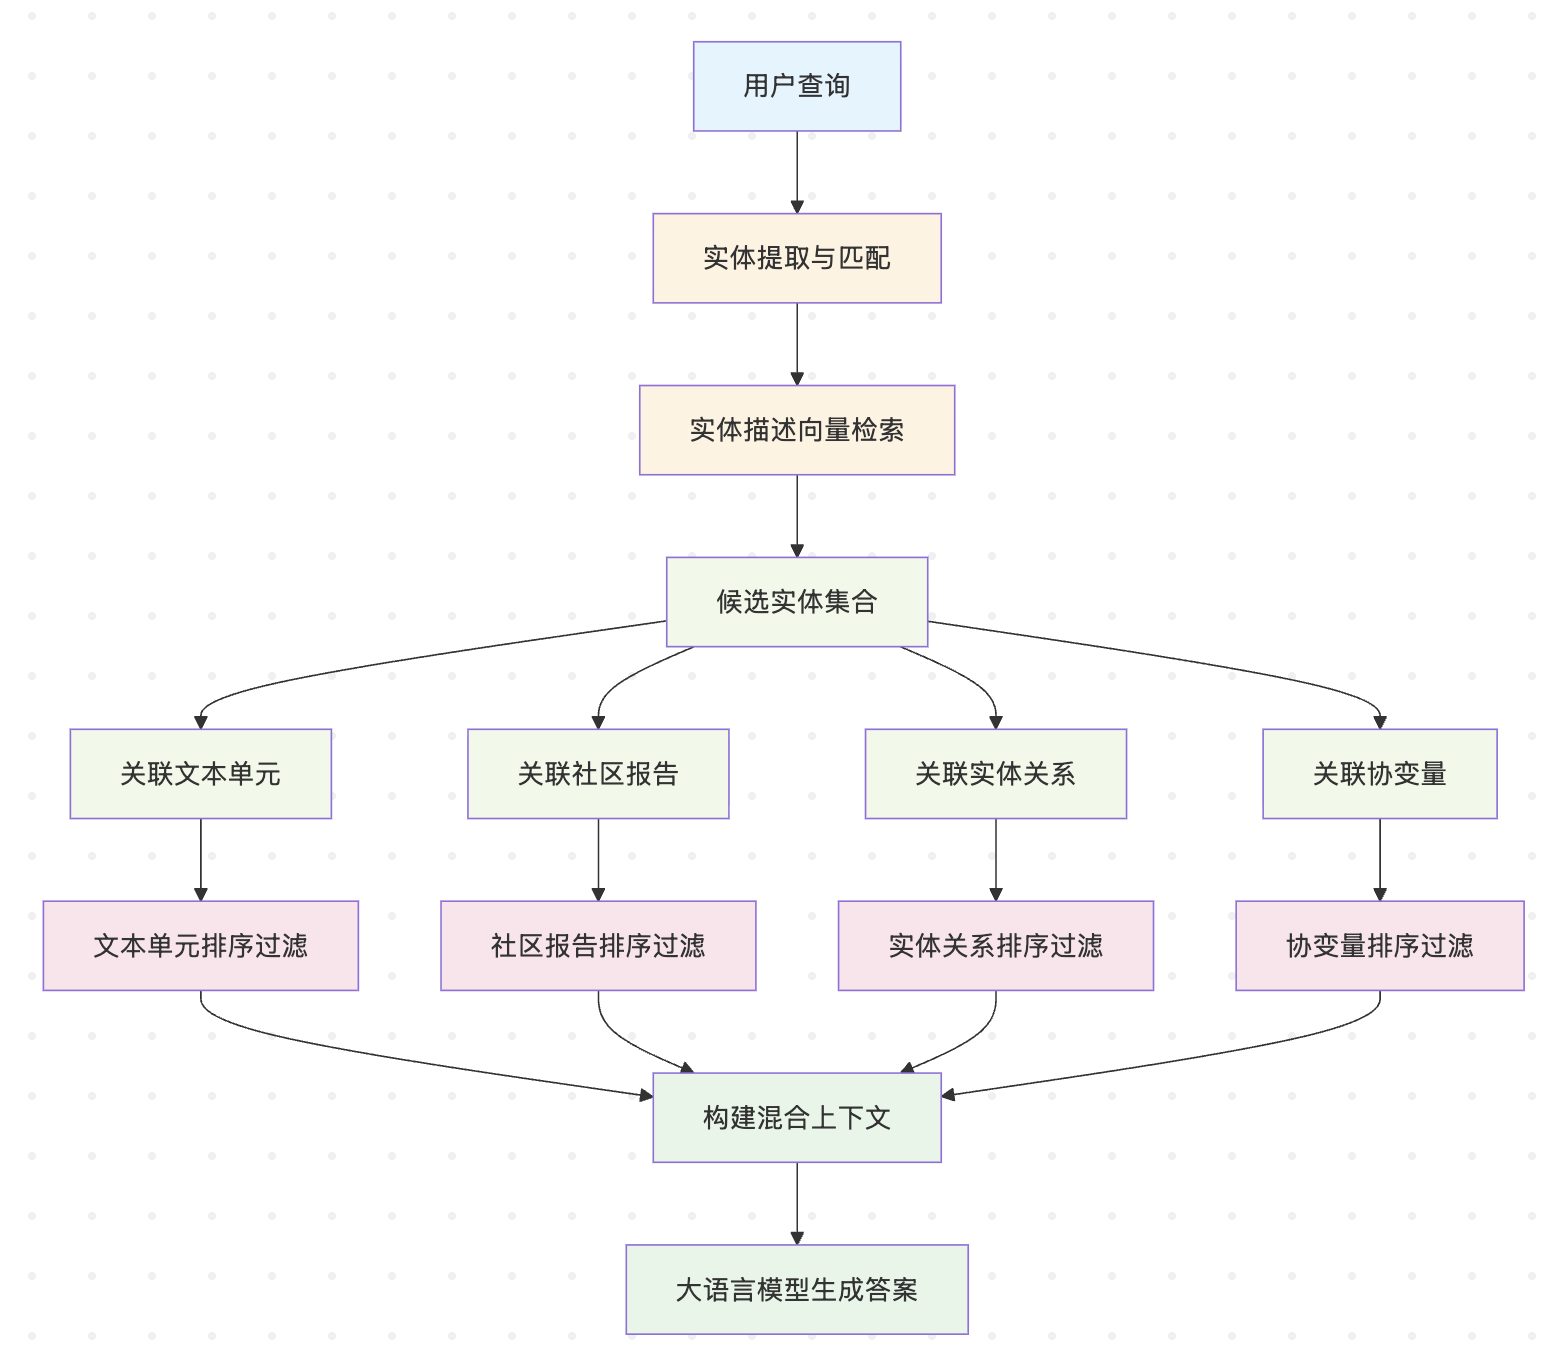 用户查询
实体提取与匹配
实体描述向量检索
候选实体集合
关联文本单元
关联社区报告
关联实体关系
关联协变量
文本单元排序过滤
社区报告排序过滤
实体关系排序过滤
协变量排序过滤
构建混合上下文
大语言模型生成答案